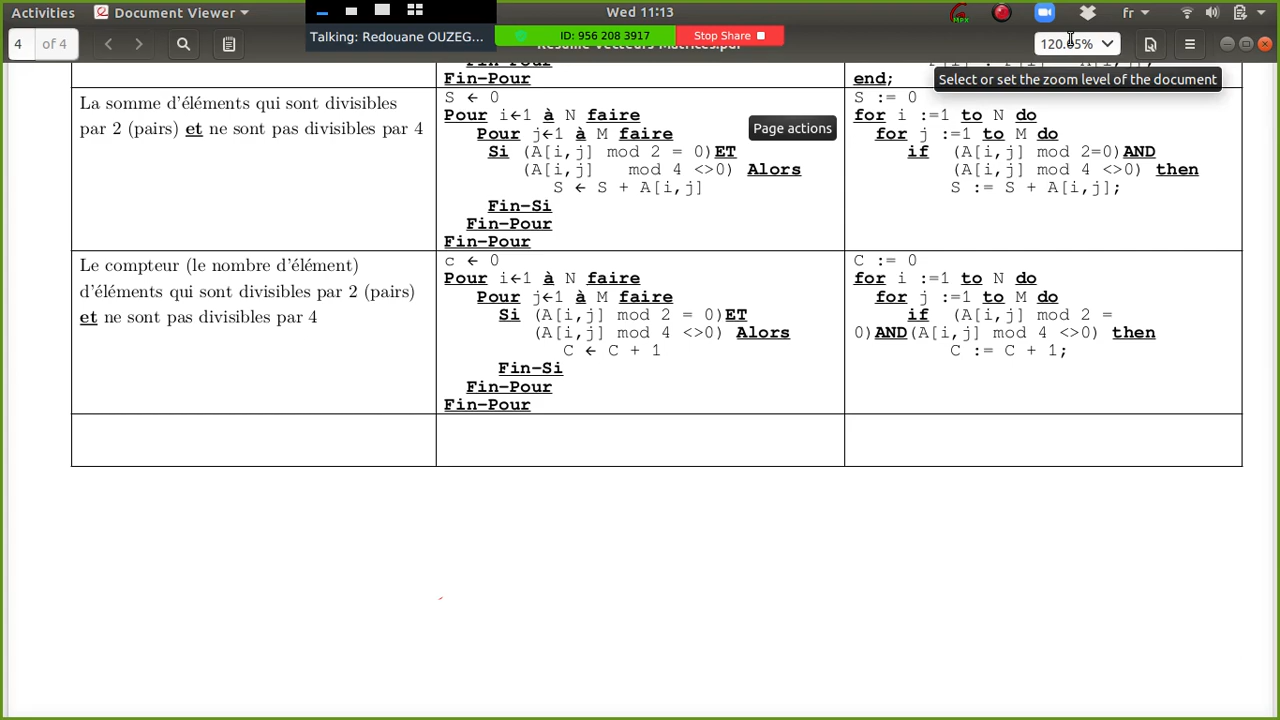 Activities
Document Viewer
Wed 11:13
fr
Talking: Redouane OUZEG...
ID: 956 208 3917
Stop Share
4 of 4
120.05%
Select or set the zoom level of the document
Page actions
Fin-Pour
end;
La somme d'éléments qui sont divisibles
par 2 (pairs) et ne sont pas divisibles par 4
S ← 0
Pour i←1 à N faire
Pour j←1 à M faire
Si (A[i,j] mod 2 = 0)ET
(A[i,j] mod 4 <>0) Alors
S ← S + A[i,j]
Fin-Si
Fin-Pour
Fin-Pour
S := 0
for i :=1 to N do
for j :=1 to M do
if (A[i,j] mod 2=0)AND
(A[i,j] mod 4 <>0) then
S := S + A[i,j];
Le compteur (le nombre d'élément)
d'éléments qui sont divisibles par 2 (pairs)
et ne sont pas divisibles par 4
c ← 0
Pour i←1 à N faire
Pour j←1 à M faire
Si (A[i,j] mod 2 = 0)ET
(A[i,j] mod 4 <>0) Alors
C ← C + 1
Fin-Si
Fin-Pour
Fin-Pour
C := 0
for i :=1 to N do
for j :=1 to M do
if (A[i,j] mod 2 =
0)AND(A[i,j] mod 4 <>0) then
C := C + 1;